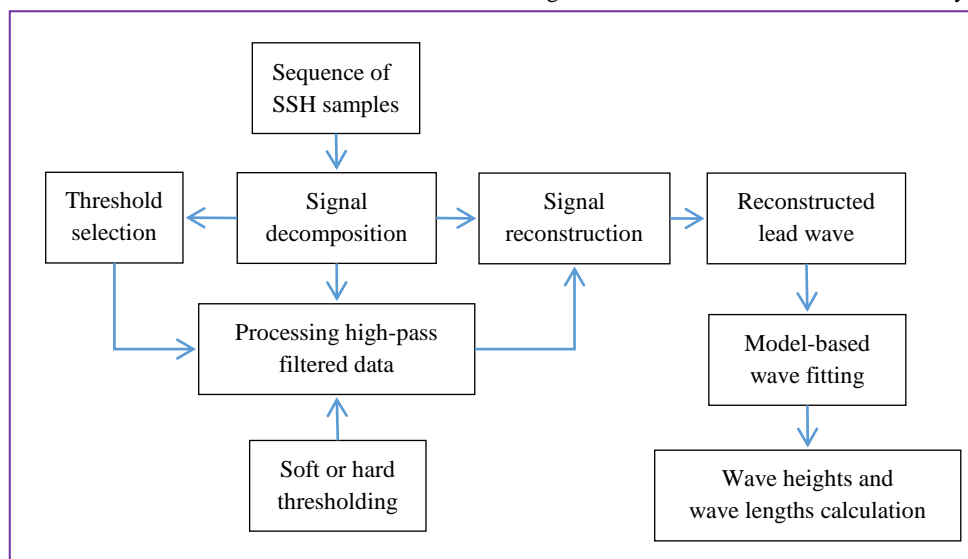 Sequence of
SSH samples
Threshold
selection
Signal
decomposition
Signal
reconstruction
Reconstructed
lead wave
Processing high-pass
filtered data
Model-based
wave fitting
Soft or hard
thresholding
Wave heights and
wave lengths calculation